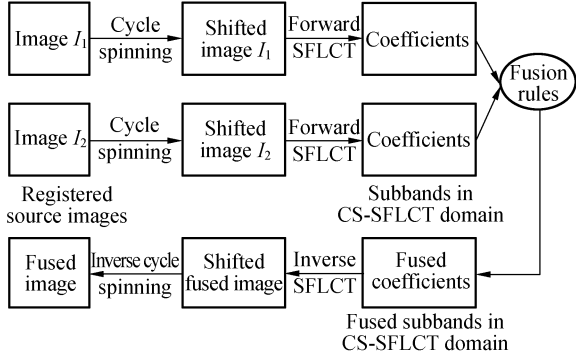 Image I₁
Cycle
spinning
Shifted
image I₁
Forward
SFLCT
Coefficients
Fusion
rules
Image I₂
Cycle
spinning
Shifted
image I₂
Forward
SFLCT
Coefficients
Registered
source images
Subbands in
CS-SFLCT domain
Fused
image
Inverse cycle
spinning
Shifted
fused image
Inverse
SFLCT
Fused
coefficients
Fused subbands in
CS-SFLCT domain